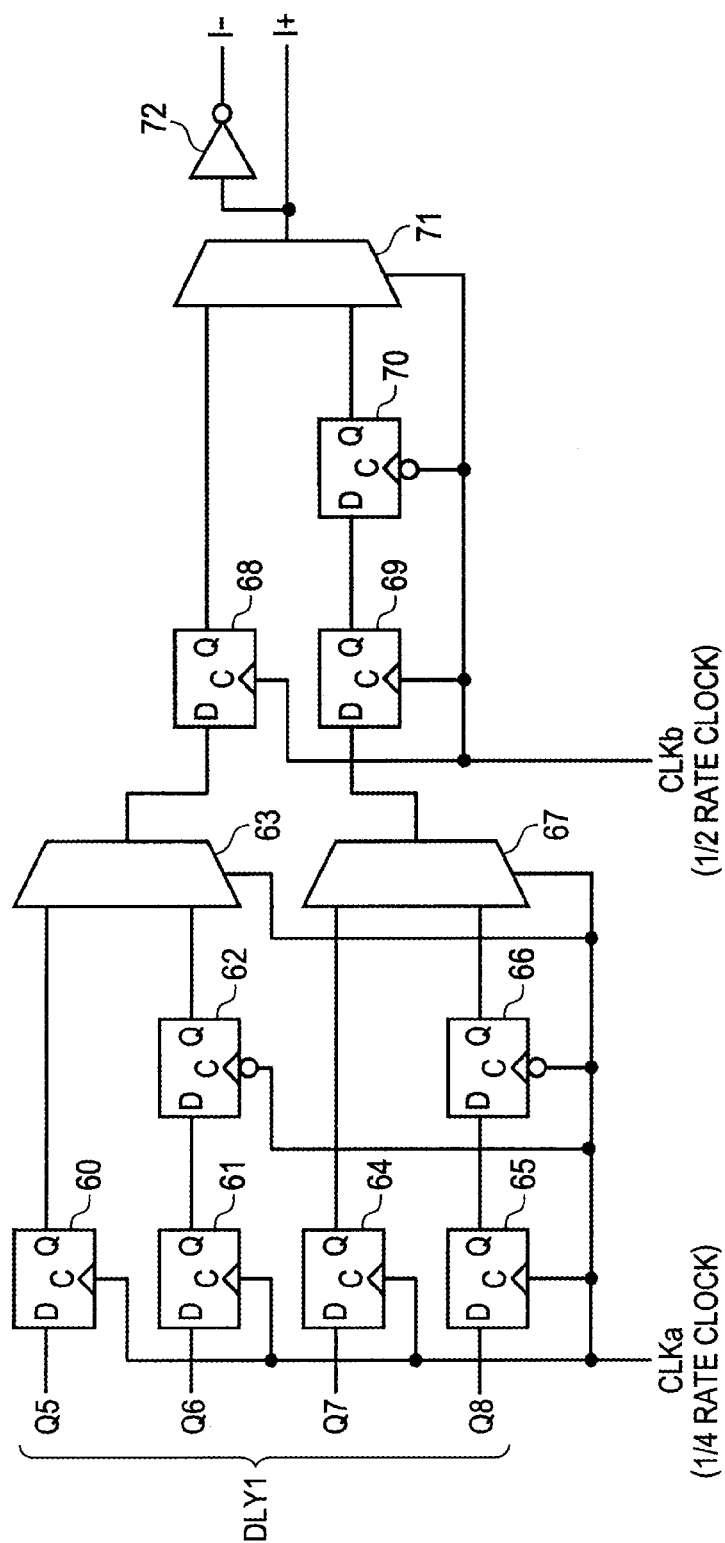 DLY1
Q5
D Q
C
60
Q6
D Q
C
61
D Q
C
62
63
Q7
D Q
C
64
Q8
D Q
C
65
D Q
C
66
67
CLKa
(1/4 RATE CLOCK)
D Q
C
68
D Q
C
69
D Q
C
70
71
CLKb
(1/2 RATE CLOCK)
72
I-
I+